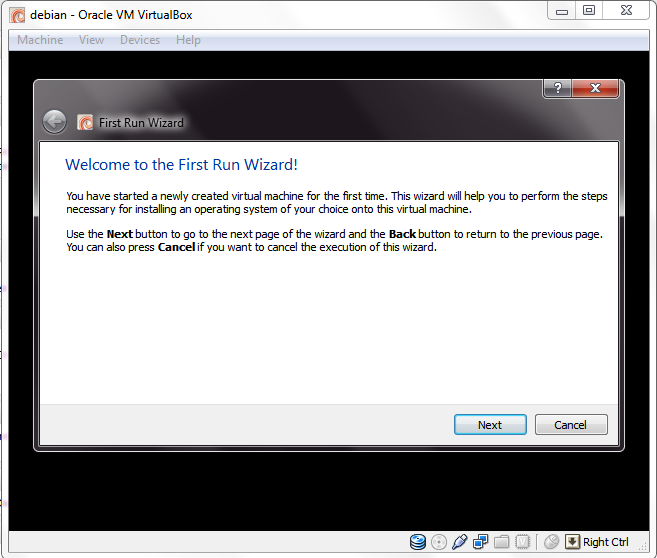 debian - Oracle VM VirtualBox
Machine View Devices Help
?
First Run Wizard
Welcome to the First Run Wizard!
You have started a newly created virtual machine for the first time. This wizard will help you to perform the steps
necessary for installing an operating system of your choice onto this virtual machine.
Use the Next button to go to the next page of the wizard and the Back button to return to the previous page.
You can also press Cancel if you want to cancel the execution of this wizard.
Next Cancel
Right Ctrl